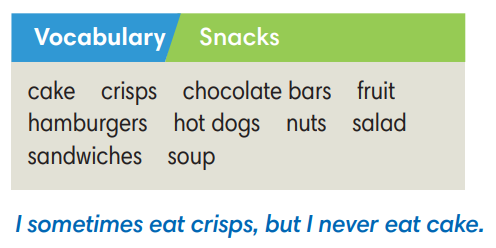 Vocabulary Snacks
cake crisps chocolate bars fruit
hamburgers hot dogs nuts salad
sandwiches soup
I sometimes eat crisps, but I never eat cake.